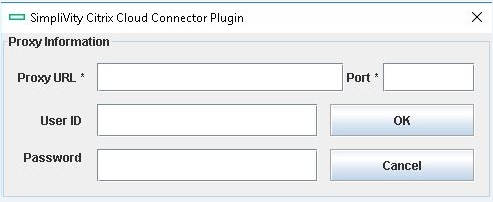 SimpliVity Citrix Cloud Connector Plugin
Proxy Information
Proxy URL * Port *
User ID OK
Password Cancel